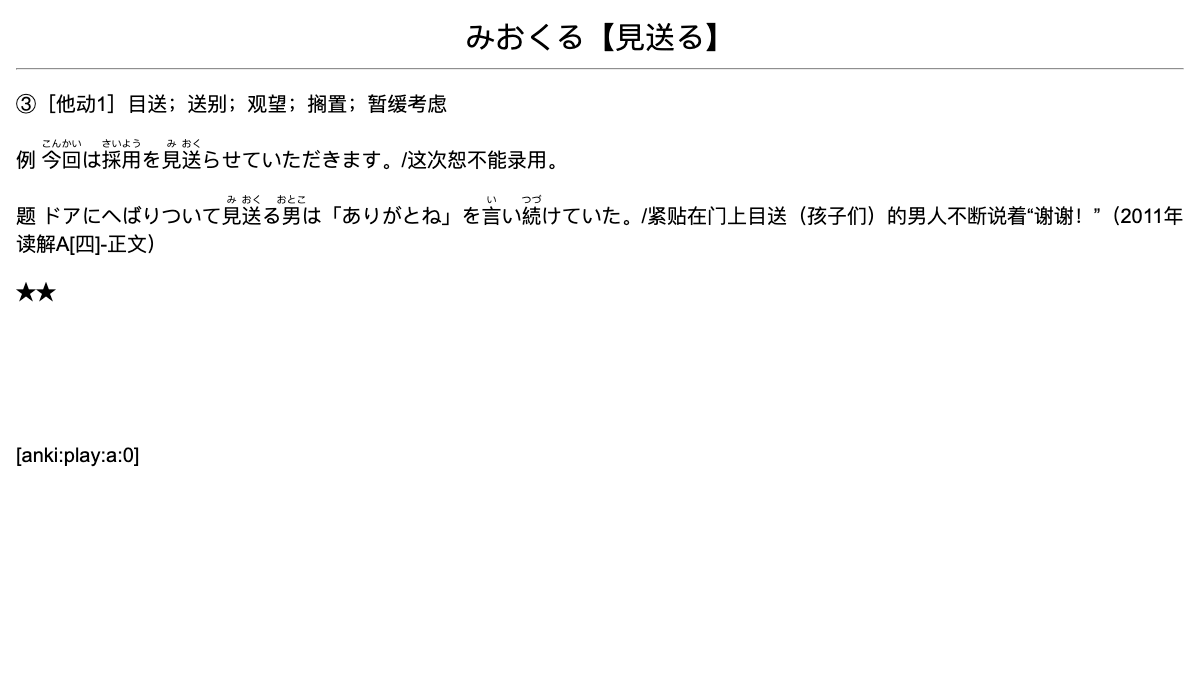 みおくる【見送る】
③［他动1］目送；送别；观望；搁置；暂缓考虑
こんかい さいよう み おく
例 今回は採用を見送らせていただきます。/这次恕不能录用。
み おく おとこ い つづ
题 ドアにへばりついて見送る男は「ありがとね」を言い続けていた。/紧贴在门上目送（孩子们）的男人不断说着“谢谢！”（2011年
读解A[四]-正文）
★★
[anki:play:a:0]